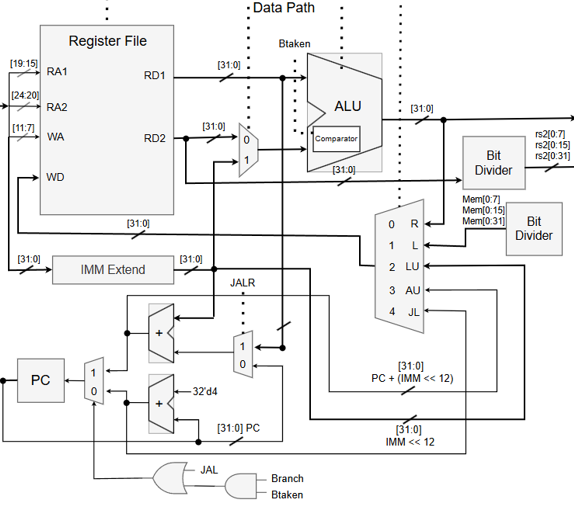 Data Path
Register File
Btaken
[19:15]
RA1
RD1
[31:0]
[24:20]
RA2
ALU
[31:0]
[11:7]
WA
RD2
[31:0]
0
1
Comparator
rs2[0:7]
rs2[0:15]
rs2[0:31]
Bit
Divider
WD
[31:0]
Mem[0:7]
Mem[0:15]
Mem[0:31]
Bit
Divider
[31:0]
0 R
1 L
2 LU
3 AU
4 JL
[31:0]
IMM Extend
[31:0]
JALR
+
1
0
[31:0]
PC + (IMM << 12)
PC
1
0
+
32'd4
[31:0] PC
[31:0]
IMM << 12
JAL
Branch
Btaken